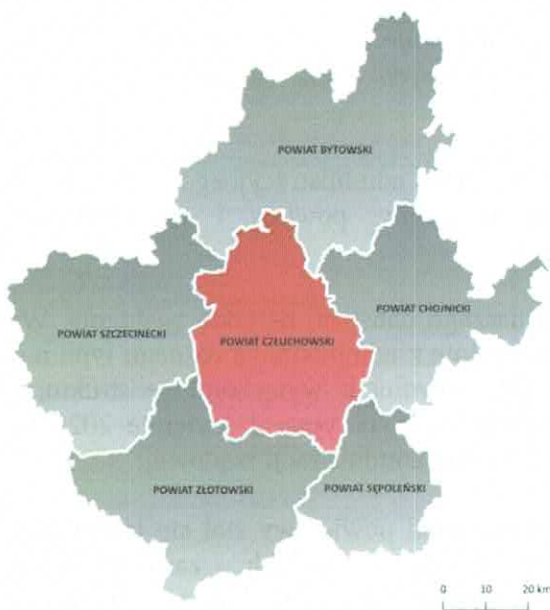 POWIAT BYTOWSKI
POWIAT CHOJNICKI
POWIAT SZCZECINECKI
POWIAT CZŁUCHOWSKI
POWIAT ZŁOTOWSKI
POWIAT SĘPOLEŃSKI
0 10 20 km